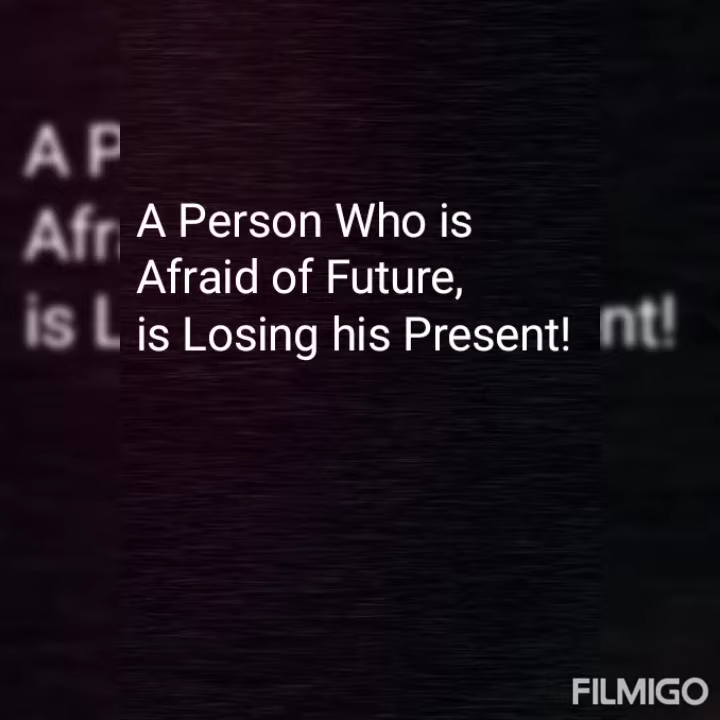 A Person Who is
Afraid of Future,
is Losing his Present!
FILMIGO